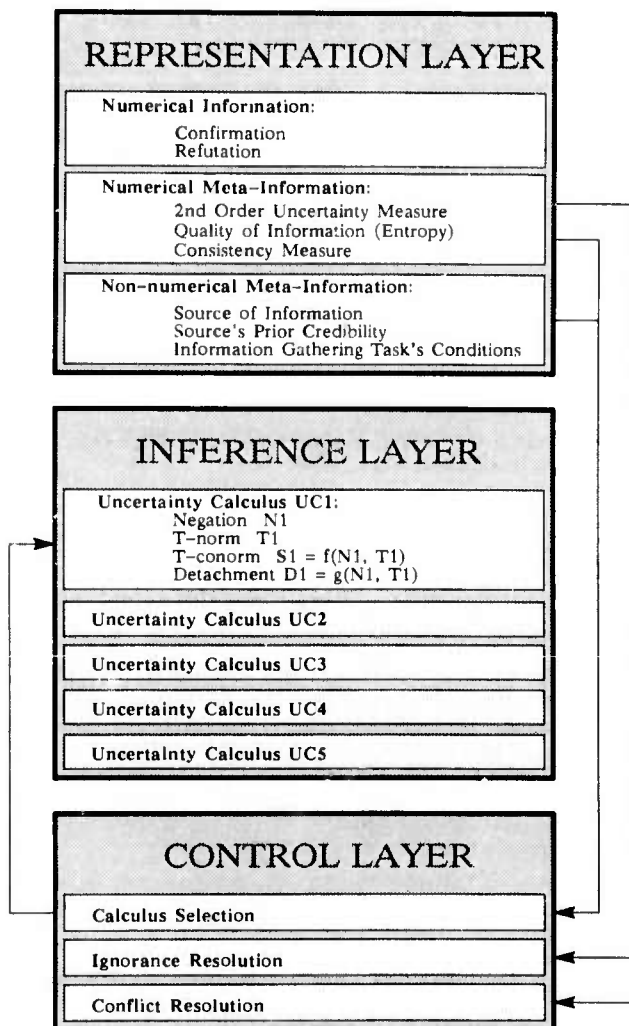 REPRESENTATION LAYER
Numerical Information:
Confirmation
Refutation
Numerical Meta-Information:
2nd Order Uncertainty Measure
Quality of Information (Entropy)
Consistency Measure
Non-numerical Meta-Information:
Source of Information
Source's Prior Credibility
Information Gathering Task's Conditions
INFERENCE LAYER
Uncertainty Calculus UC1:
Negation N1
T-norm T1
T-conorm S1 = f(N1, T1)
Detachment D1 = g(N1, T1)
Uncertainty Calculus UC2
Uncertainty Calculus UC3
Uncertainty Calculus UC4
Uncertainty Calculus UC5
CONTROL LAYER
Calculus Selection
Ignorance Resolution
Conflict Resolution